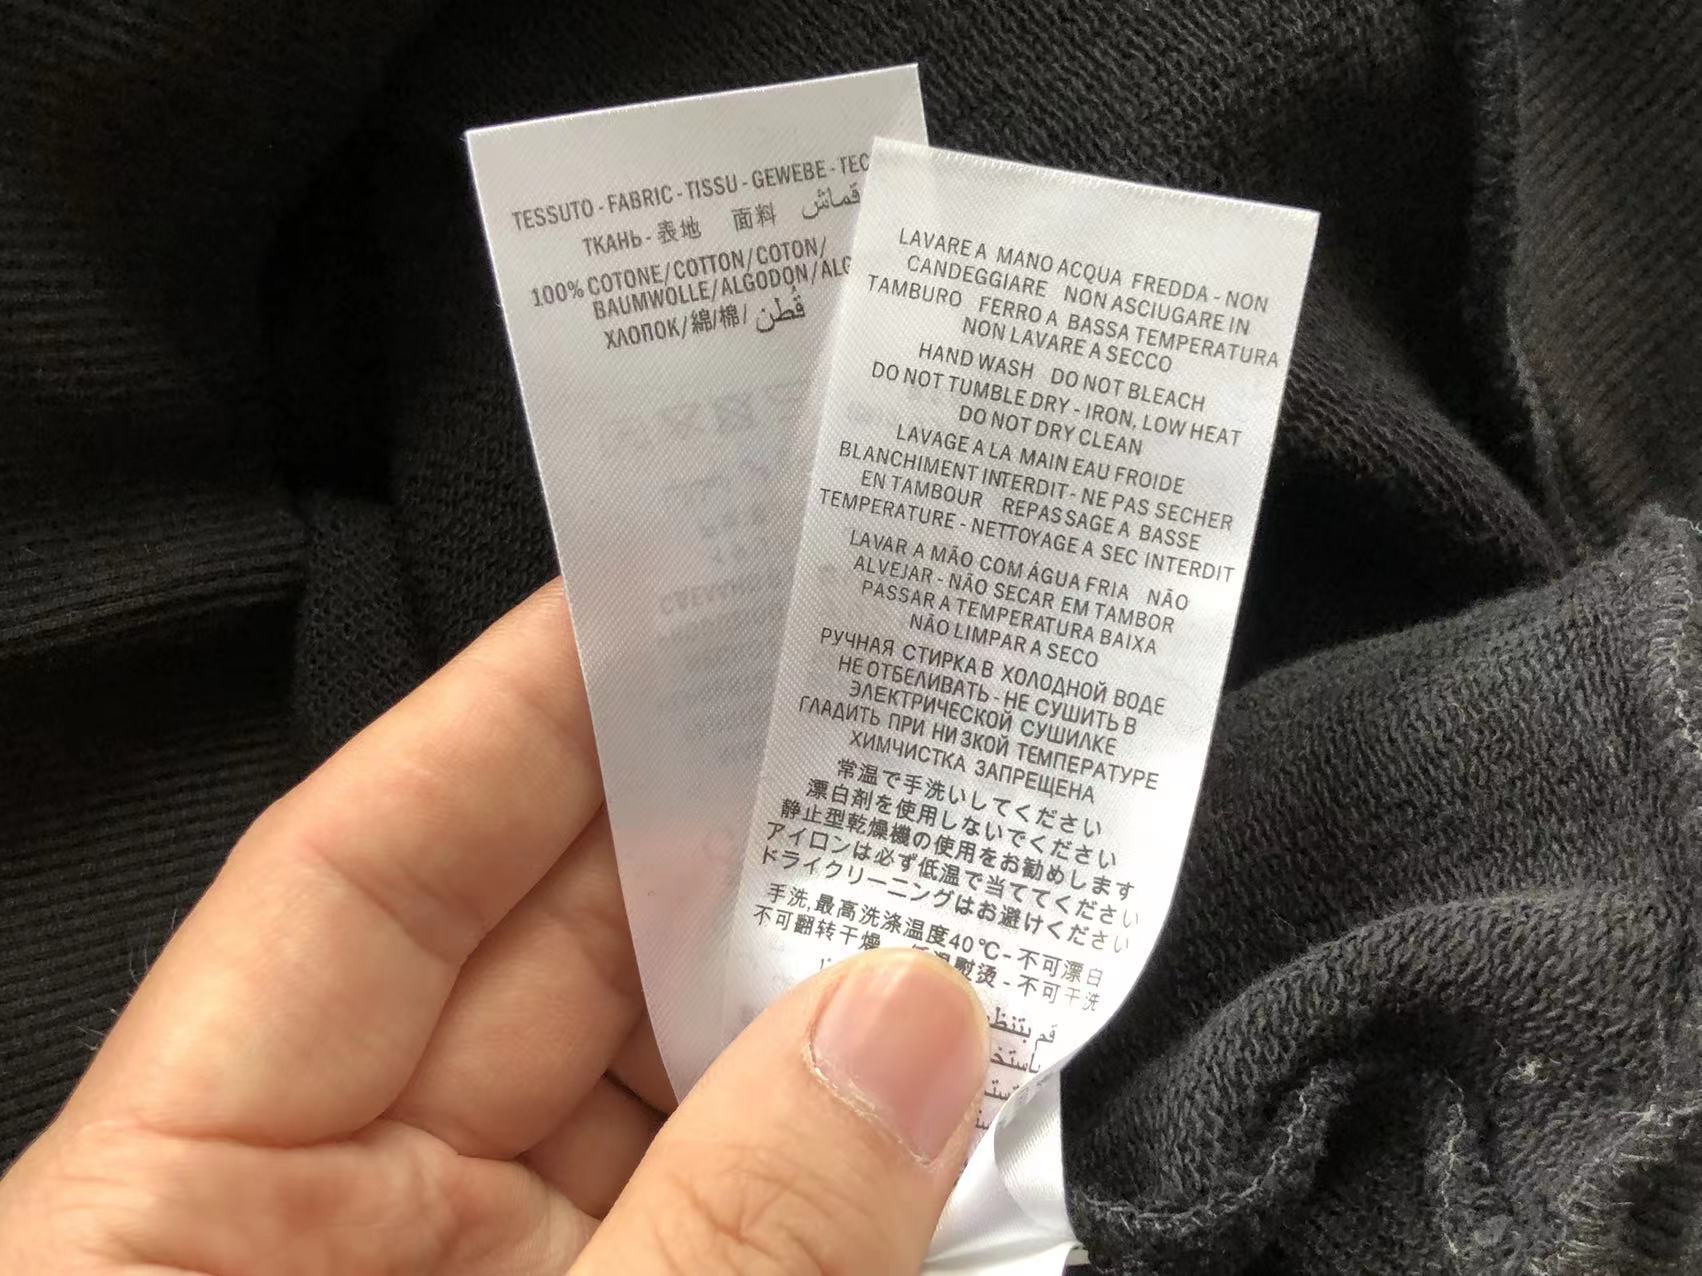 TESSUTO - FABRIC - TISSU - GEWEBE - TEC
ТКАНЬ - 表地 面料 قماش
100% COTONE/COTTON/COTON/
BAUMWOLLE/ALGODON/ALG
ХЛОПОК/綿/棉/ قطن
LAVARE A MANO ACQUA FREDDA - NON
CANDEGGIARE NON ASCIUGARE IN
TAMBURO FERRO A BASSA TEMPERATURA
NON LAVARE A SECCO
HAND WASH DO NOT BLEACH
DO NOT TUMBLE DRY - IRON, LOW HEAT
DO NOT DRY CLEAN
LAVAGE A LA MAIN EAU FROIDE
BLANCHIMENT INTERDIT - NE PAS SECHER
EN TAMBOUR REPASSAGE A BASSE
TEMPERATURE - NETTOYAGE A SEC INTERDIT
LAVAR A MÃO COM ÁGUA FRIA NÃO
ALVEJAR - NÃO SECAR EM TAMBOR
PASSAR A TEMPERATURA BAIXA
NÃO LIMPAR A SECO
РУЧНАЯ СТИРКА В ХОЛОДНОЙ ВОДЕ
НЕ ОТБЕЛИВАТЬ - НЕ СУШИТЬ В
ЭЛЕКТРИЧЕСКОЙ СУШИЛКЕ
ГЛАДИТЬ ПРИ НИЗКОЙ ТЕМПЕРАТУРЕ
ХИМЧИСТКА ЗАПРЕЩЕНА
常温で手洗いしてください
漂白剤を使用しないでください
静止型乾燥機の使用をお勧めします
アイロンは必ず低温で当ててください
ドライクリーニングはお避けください
手洗,最高洗涤温度40℃- 不可漂白
不可翻转干燥 温熨烫 - 不可干洗
قم بتنظ